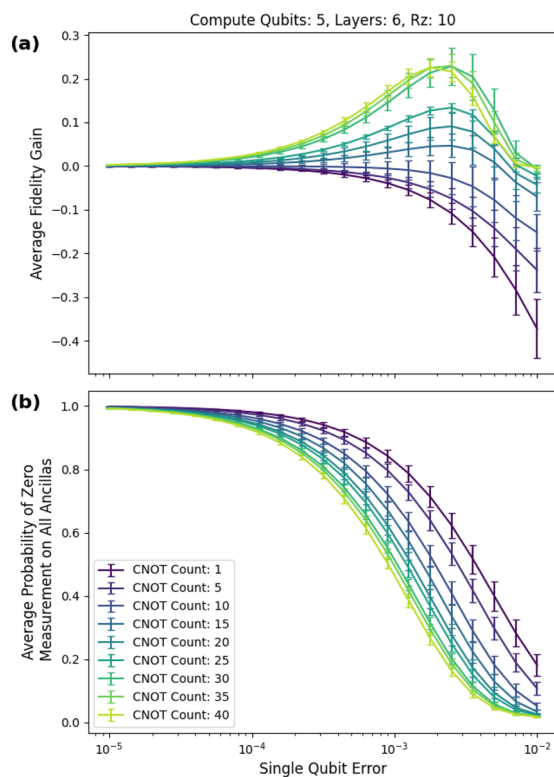 Compute Qubits: 5, Layers: 6, Rz: 10
(a)
0.3
0.2
0.1
0.0
−0.1
−0.2
−0.3
−0.4
Average Fidelity Gain
(b)
1.0
0.8
0.6
0.4
0.2
0.0
Average Probability of Zero
Measurement on All Ancillas
CNOT Count: 1
CNOT Count: 5
CNOT Count: 10
CNOT Count: 15
CNOT Count: 20
CNOT Count: 25
CNOT Count: 30
CNOT Count: 35
CNOT Count: 40
10⁻⁵ 10⁻⁴ 10⁻³ 10⁻²
Single Qubit Error